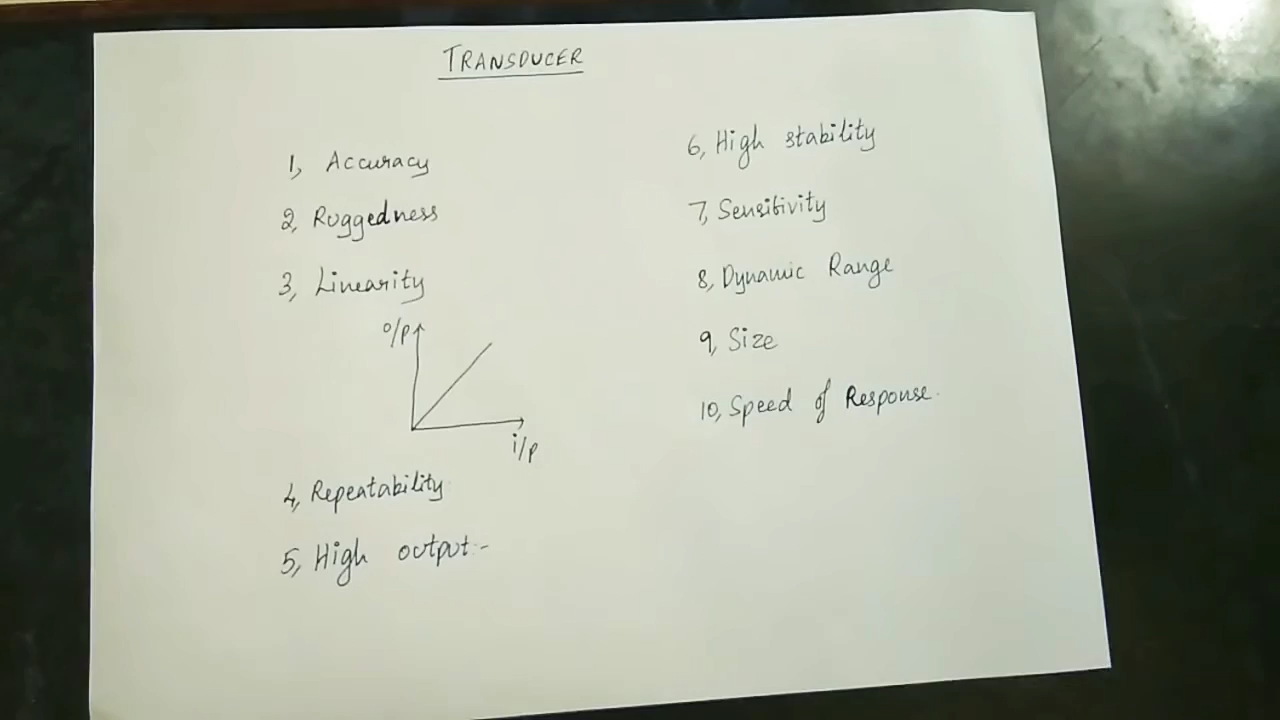 TRANSDUCER
1, Accuracy
2, Ruggedness
3, Linearity
o/p
i/p
4, Repeatability
5, High output -
6, High stability
7, Sensitivity
8, Dynamic Range
9, Size
10, Speed of Response.